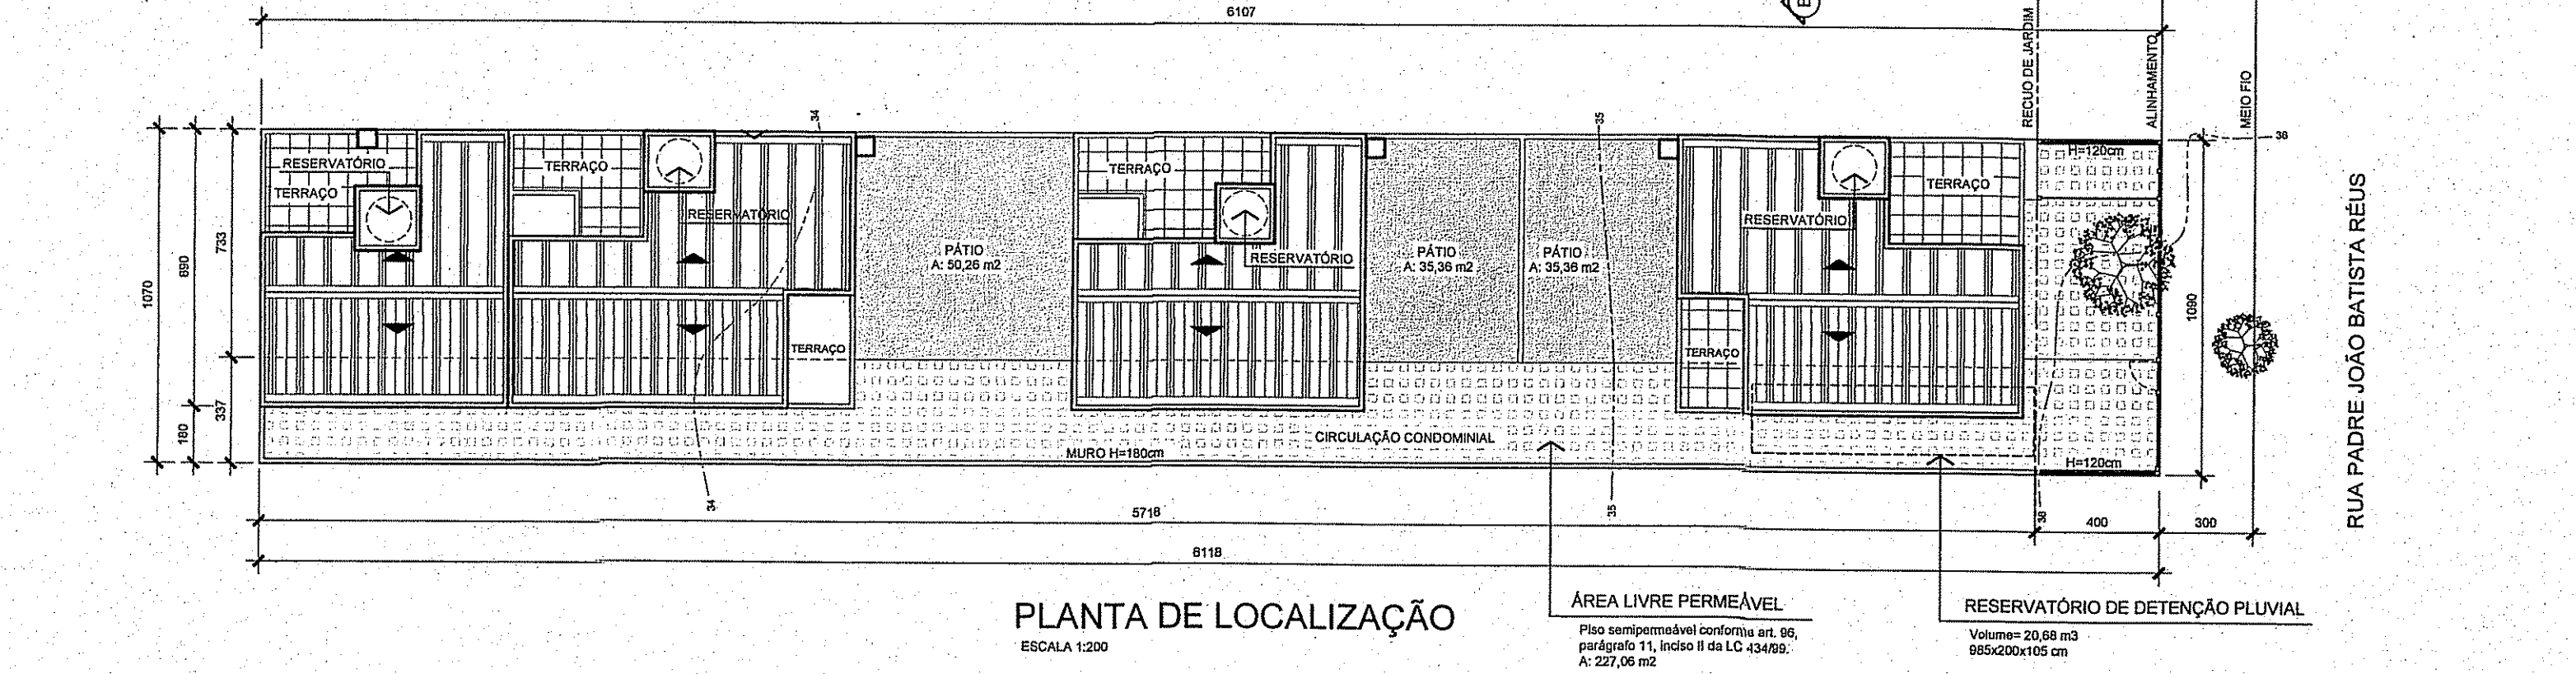 6107
B
RECUO DE JARDIM
ALINHAMENTO
MEIO FIO
34
35
36
RESERVATÓRIO
TERRAÇO
TERRAÇO
RESERVATÓRIO
TERRAÇO
RESERVATÓRIO
RESERVATÓRIO
TERRAÇO
H=120cm
PÁTIO
A: 50,26 m2
PÁTIO
A: 35,36 m2
PÁTIO
A: 35,36 m2
TERRAÇO
TERRAÇO
1070
890
733
180
337
1090
RUA PADRE JOÃO BATISTA RÉUS
CIRCULAÇÃO CONDOMINIAL
MURO H=180cm
H=120cm
34
35
36
5718
400
300
6118
PLANTA DE LOCALIZAÇÃO
ESCALA 1:200
ÁREA LIVRE PERMEÁVEL
Piso semipermeável conforme art. 96,
parágrafo 11, inciso II da LC 434/99.
A: 227,06 m2
RESERVATÓRIO DE DETENÇÃO PLUVIAL
Volume= 20,68 m3
985x200x105 cm